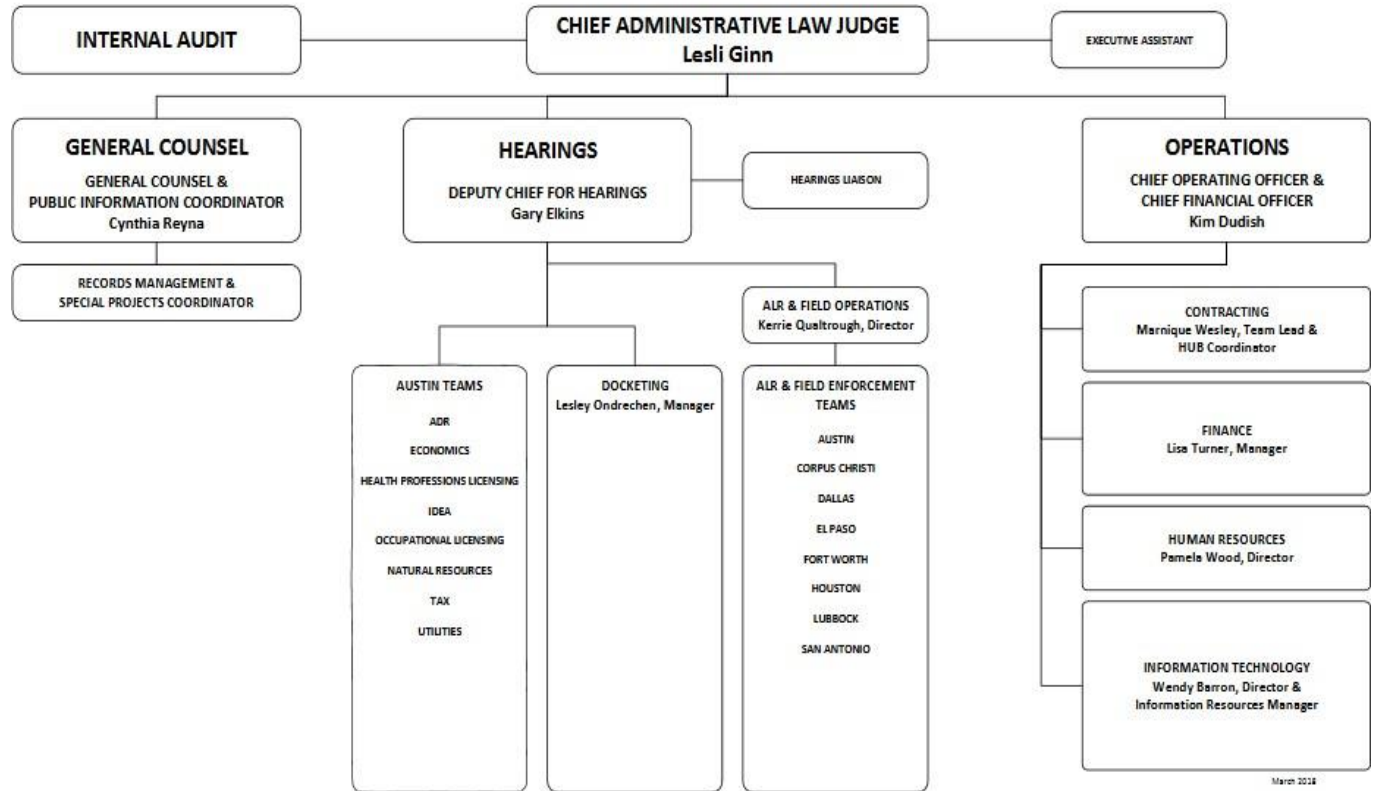 INTERNAL AUDIT
CHIEF ADMINISTRATIVE LAW JUDGE
Lesli Ginn
EXECUTIVE ASSISTANT
GENERAL COUNSEL
GENERAL COUNSEL &
PUBLIC INFORMATION COORDINATOR
Cynthia Reyna
RECORDS MANAGEMENT &
SPECIAL PROJECTS COORDINATOR
HEARINGS
DEPUTY CHIEF FOR HEARINGS
Gary Elkins
HEARINGS LIAISON
ALR & FIELD OPERATIONS
Kerrie Qualtrough, Director
AUSTIN TEAMS
ADR
ECONOMICS
HEALTH PROFESSIONS LICENSING
IDEA
OCCUPATIONAL LICENSING
NATURAL RESOURCES
TAX
UTILITIES
DOCKETING
Lesley Ondrechen, Manager
ALR & FIELD ENFORCEMENT
TEAMS
AUSTIN
CORPUS CHRISTI
DALLAS
EL PASO
FORT WORTH
HOUSTON
LUBBOCK
SAN ANTONIO
OPERATIONS
CHIEF OPERATING OFFICER &
CHIEF FINANCIAL OFFICER
Kim Dudish
CONTRACTING
Marnique Wesley, Team Lead &
HUB Coordinator
FINANCE
Lisa Turner, Manager
HUMAN RESOURCES
Pamela Wood, Director
INFORMATION TECHNOLOGY
Wendy Barron, Director &
Information Resources Manager
March 2018